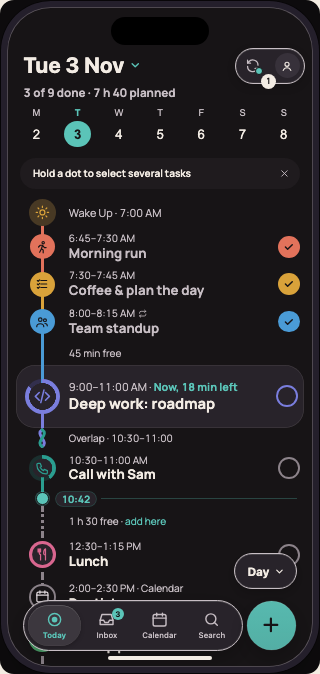 Tue 3 Nov
1
3 of 9 done · 7 h 40 planned
M T W T F S S
2 3 4 5 6 7 8
Hold a dot to select several tasks
Wake Up · 7:00 AM
6:45–7:30 AM
Morning run
7:30–7:45 AM
Coffee & plan the day
8:00–8:15 AM
Team standup
45 min free
9:00–11:00 AM · Now, 18 min left
Deep work: roadmap
Overlap · 10:30–11:00
10:30–11:00 AM
Call with Sam
10:42
1 h 30 free · add here
12:30–1:15 PM
Lunch
Day
2:00–2:30 PM · Calendar
3
Today Inbox Calendar Search